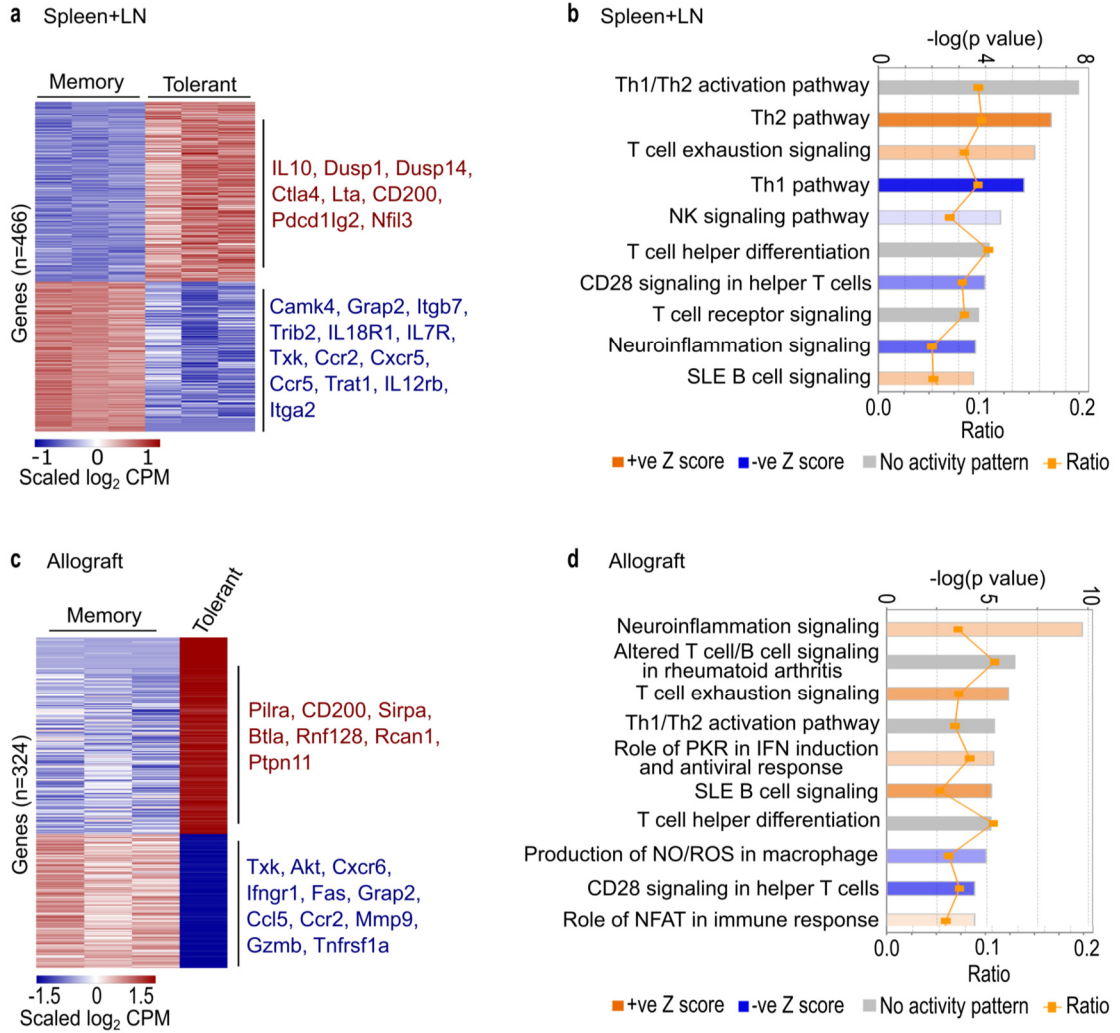 a Spleen+LN
Memory Tolerant
Genes (n=466)
IL10, Dusp1, Dusp14,
Ctla4, Lta, CD200,
Pdcd1lg2, Nfil3
Camk4, Grap2, Itgb7,
Trib2, IL18R1, IL7R,
Txk, Ccr2, Cxcr5,
Ccr5, Trat1, IL12rb,
Itga2
-1 0 1
Scaled log2 CPM
b Spleen+LN
-log(p value)
0 4 8
Th1/Th2 activation pathway
Th2 pathway
T cell exhaustion signaling
Th1 pathway
NK signaling pathway
T cell helper differentiation
CD28 signaling in helper T cells
T cell receptor signaling
Neuroinflammation signaling
SLE B cell signaling
0.0 0.1 0.2
Ratio
+ve Z score -ve Z score No activity pattern Ratio
c Allograft
Memory Tolerant
Genes (n=324)
Pilra, CD200, Sirpa,
Btla, Rnf128, Rcan1,
Ptpn11
Txk, Akt, Cxcr6,
Ifngr1, Fas, Grap2,
Ccl5, Ccr2, Mmp9,
Gzmb, Tnfrsf1a
-1.5 0 1.5
Scaled log2 CPM
d Allograft
-log(p value)
0 5 10
Neuroinflammation signaling
Altered T cell/B cell signaling
in rheumatoid arthritis
T cell exhaustion signaling
Th1/Th2 activation pathway
Role of PKR in IFN induction
and antiviral response
SLE B cell signaling
T cell helper differentiation
Production of NO/ROS in macrophage
CD28 signaling in helper T cells
Role of NFAT in immune response
0.0 0.1 0.2
Ratio
+ve Z score -ve Z score No activity pattern Ratio